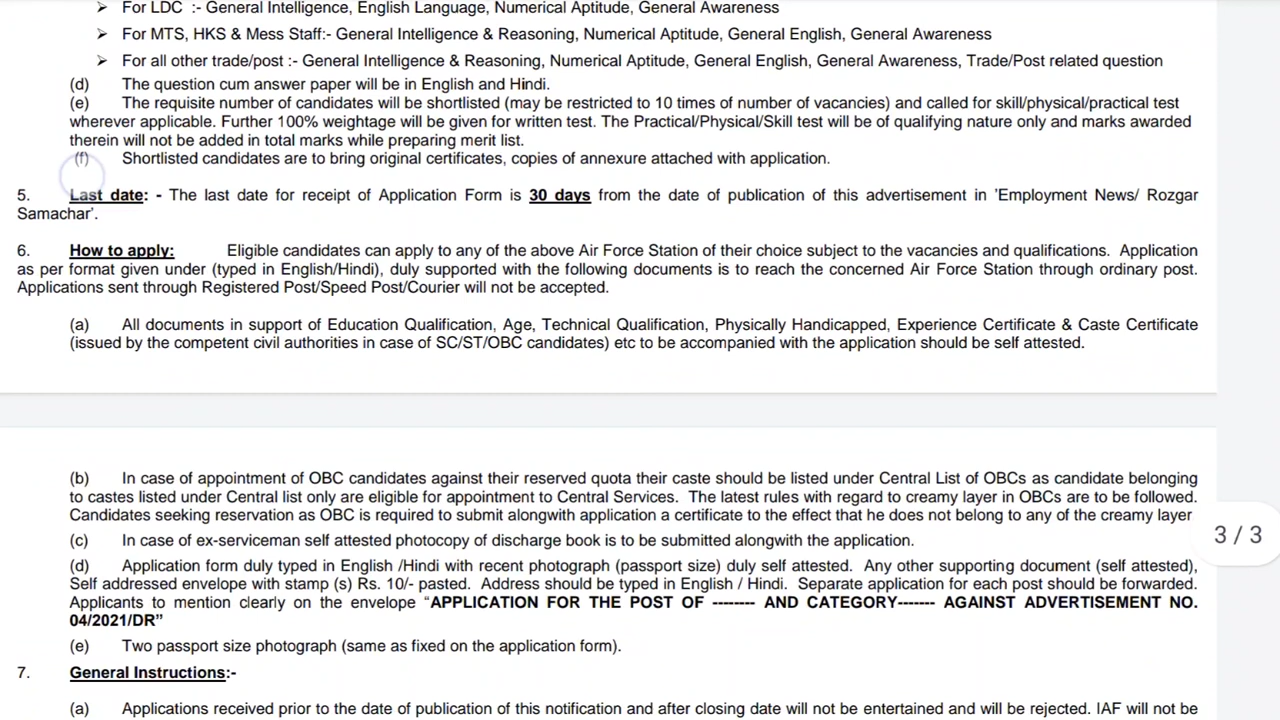 ➢ For LDC :- General Intelligence, English Language, Numerical Aptitude, General Awareness
➢ For MTS, HKS & Mess Staff:- General Intelligence & Reasoning, Numerical Aptitude, General English, General Awareness
➢ For all other trade/post :- General Intelligence & Reasoning, Numerical Aptitude, General English, General Awareness, Trade/Post related question
(d) The question cum answer paper will be in English and Hindi.
(e) The requisite number of candidates will be shortlisted (may be restricted to 10 times of number of vacancies) and called for skill/physical/practical test
wherever applicable. Further 100% weightage will be given for written test. The Practical/Physical/Skill test will be of qualifying nature only and marks awarded
therein will not be added in total marks while preparing merit list.
(f) Shortlisted candidates are to bring original certificates, copies of annexure attached with application.
5. Last date: - The last date for receipt of Application Form is 30 days from the date of publication of this advertisement in 'Employment News/ Rozgar
Samachar'.
6. How to apply: Eligible candidates can apply to any of the above Air Force Station of their choice subject to the vacancies and qualifications. Application
as per format given under (typed in English/Hindi), duly supported with the following documents is to reach the concerned Air Force Station through ordinary post.
Applications sent through Registered Post/Speed Post/Courier will not be accepted.
(a) All documents in support of Education Qualification, Age, Technical Qualification, Physically Handicapped, Experience Certificate & Caste Certificate
(issued by the competent civil authorities in case of SC/ST/OBC candidates) etc to be accompanied with the application should be self attested.
(b) In case of appointment of OBC candidates against their reserved quota their caste should be listed under Central List of OBCs as candidate belonging
to castes listed under Central list only are eligible for appointment to Central Services. The latest rules with regard to creamy layer in OBCs are to be followed.
Candidates seeking reservation as OBC is required to submit alongwith application a certificate to the effect that he does not belong to any of the creamy layer
3 / 3
(c) In case of ex-serviceman self attested photocopy of discharge book is to be submitted alongwith the application.
(d) Application form duly typed in English /Hindi with recent photograph (passport size) duly self attested. Any other supporting document (self attested),
Self addressed envelope with stamp (s) Rs. 10/- pasted. Address should be typed in English / Hindi. Separate application for each post should be forwarded.
Applicants to mention clearly on the envelope “APPLICATION FOR THE POST OF -------- AND CATEGORY------- AGAINST ADVERTISEMENT NO.
04/2021/DR”
(e) Two passport size photograph (same as fixed on the application form).
7. General Instructions:-
(a) Applications received prior to the date of publication of this notification and after closing date will not be entertained and will be rejected. IAF will not be